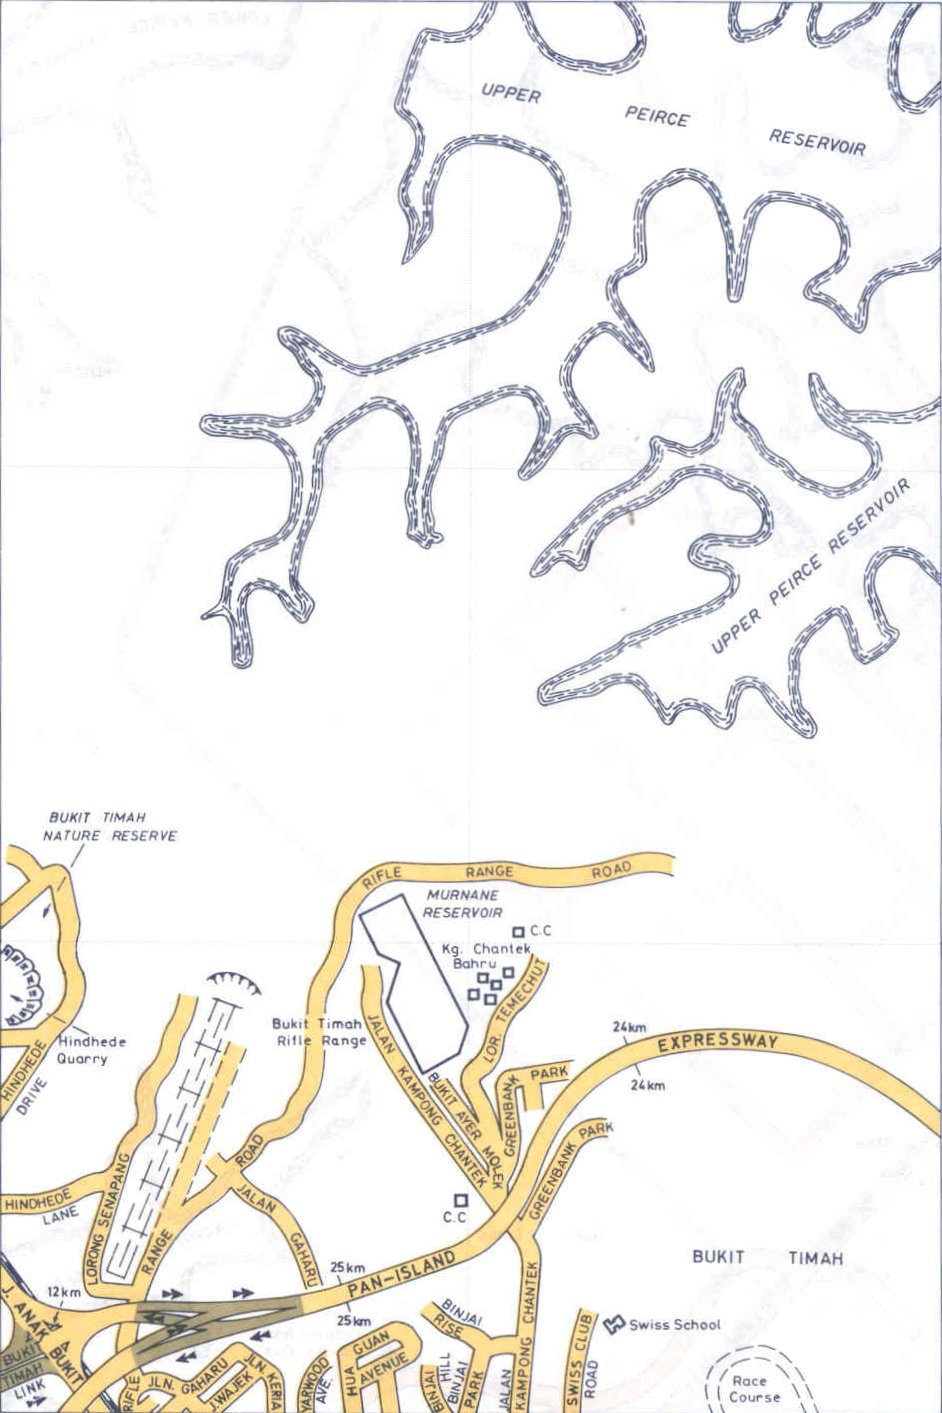 UPPER PEIRCE RESERVOIR
UPPER PEIRCE RESERVOIR
BUKIT TIMAH
NATURE RESERVE
RIFLE RANGE ROAD
MURNANE
RESERVOIR
C.C
Kg. Chantek
Bahru
LOR. TEMECHUT
Bukit Timah
Rifle Range
24km
EXPRESSWAY
24km
Hindhede
Quarry
HINDHEDE
DRIVE
JALAN KAMPONG CHANTEK
BUKIT AYER MOLEK
GREENBANK PARK
GREENBANK PARK
ROAD
HINDHEDE
LANE
LORONG SENAPANG
RANGE
JALAN GAHARU
C.C
25km
PAN-ISLAND
25km
12km
BUKIT TIMAH
J. ANAK BUKIT
BUKIT
TIMAH
LINK
BINJAI
RISE
KAMPONG CHANTEK
JALAN
SWISS CLUB
ROAD
Swiss School
HUA GUAN
AVENUE
YARWOOD
AVE.
JLN. GAHARU
J.WAJEK
JLN.
KERIA
RIFLE
BINJAI
HILL
BINJAI
PARK
Race
Course